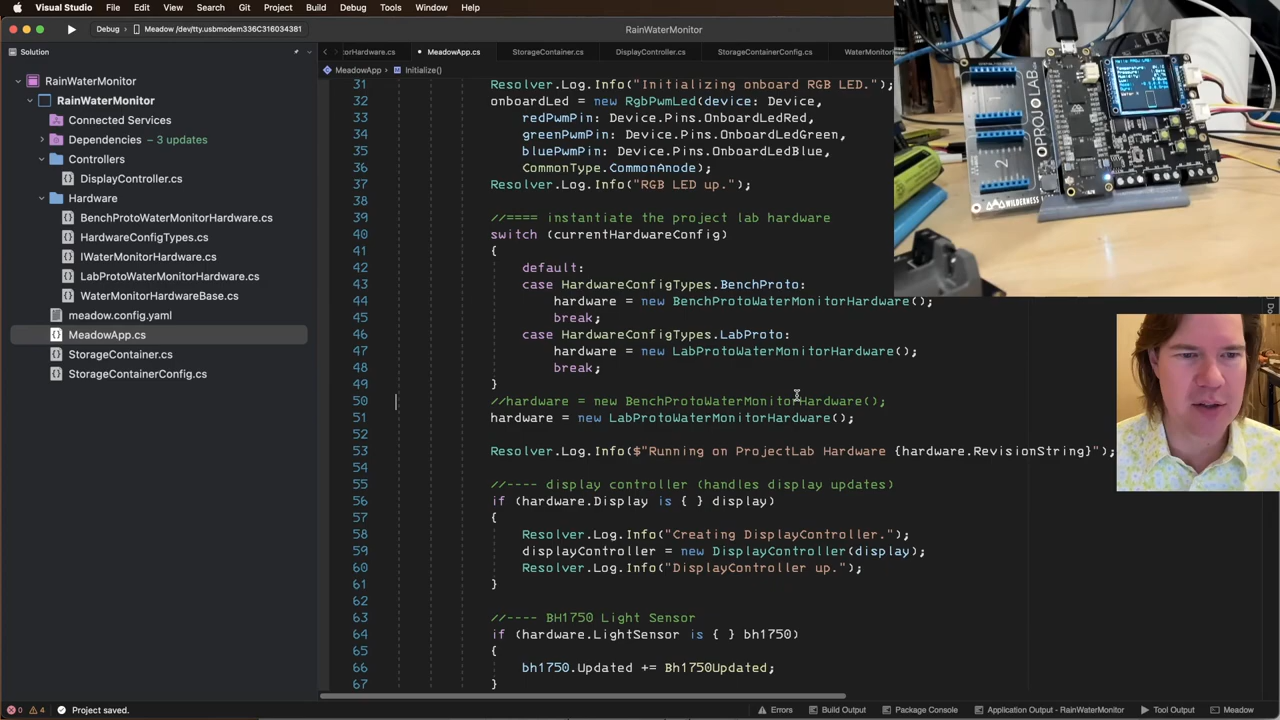 Visual Studio File Edit View Search Git Project Build Debug Tools Window Help
Debug Meadow /dev/tty.usbmodem336C316034381
RainWaterMonitor
Solution
MeadowApp.cs StorageContainer.cs DisplayController.cs StorageContainerConfig.cs
MeadowApp Initialize()
RainWaterMonitor
RainWaterMonitor
Connected Services
Dependencies – 3 updates
Controllers
DisplayController.cs
Hardware
BenchProtoWaterMonitorHardware.cs
HardwareConfigTypes.cs
IWaterMonitorHardware.cs
LabProtoWaterMonitorHardware.cs
WaterMonitorHardwareBase.cs
meadow.config.yaml
MeadowApp.cs
StorageContainer.cs
StorageContainerConfig.cs
31 Resolver.Log.Info("Initializing onboard RGB LED.");
32 onboardLed = new RgbPwmLed(device: Device,
33 redPwmPin: Device.Pins.OnboardLedRed,
34 greenPwmPin: Device.Pins.OnboardLedGreen,
35 bluePwmPin: Device.Pins.OnboardLedBlue,
36 CommonType.CommonAnode);
37 Resolver.Log.Info("RGB LED up.");
38
39 //==== instantiate the project lab hardware
40 switch (currentHardwareConfig)
41 {
42 default:
43 case HardwareConfigTypes.BenchProto:
44 hardware = new BenchProtoWaterMonitorHardware();
45 break;
46 case HardwareConfigTypes.LabProto:
47 hardware = new LabProtoWaterMonitorHardware();
48 break;
49 }
50 //hardware = new BenchProtoWaterMonitorHardware();
51 hardware = new LabProtoWaterMonitorHardware();
52
53 Resolver.Log.Info($"Running on ProjectLab Hardware {hardware.RevisionString}");
54
55 //---- display controller (handles display updates)
56 if (hardware.Display is { } display)
57 {
58 Resolver.Log.Info("Creating DisplayController.");
59 displayController = new DisplayController(display);
60 Resolver.Log.Info("DisplayController up.");
61 }
62
63 //---- BH1750 Light Sensor
64 if (hardware.LightSensor is { } bh1750)
65 {
66 bh1750.Updated += Bh1750Updated;
67 }
PROJ LAB
1
2
WILDERNESS
0 4 Project saved.
Errors Build Output Package Console Application Output - RainWaterMonitor Tool Output Meadow